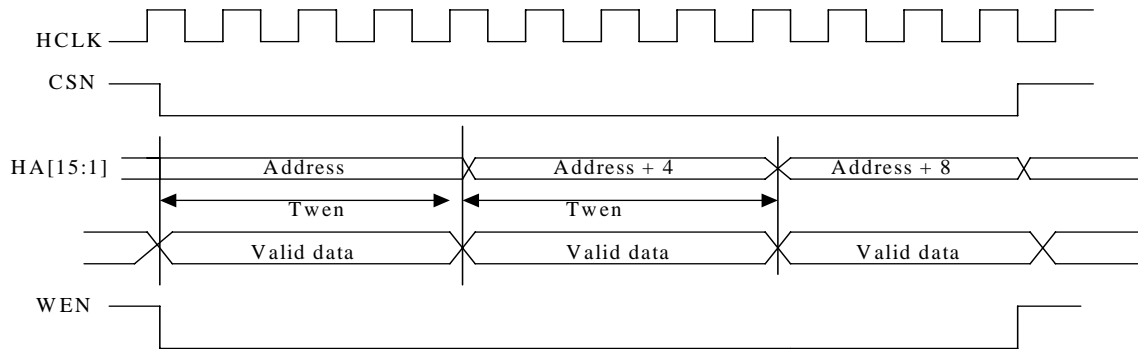 HCLK
CSN
HA[15:1] Address Address + 4 Address + 8
Twen Twen
Valid data Valid data Valid data
WEN